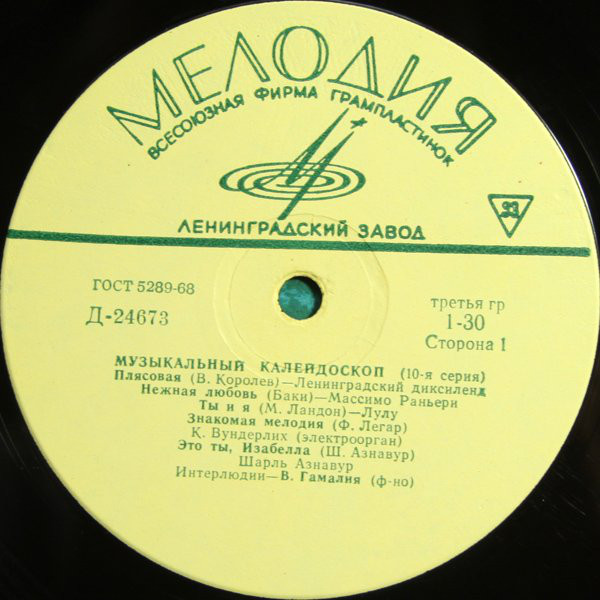 МЕЛОДИЯ
ВСЕСОЮЗНАЯ ФИРМА ГРАМПЛАСТИНОК
ЛЕНИНГРАДСКИЙ ЗАВОД
33
ГОСТ 5289-68
Д-24673
третья гр
1-30
Сторона 1
МУЗЫКАЛЬНЫЙ КАЛЕЙДОСКОП (10-я серия)
Плясовая (В. Королев)—Ленинградский диксиленд
Нежная любовь (Баки)—Массимо Раньери
Ты и я (М. Ландон)—Лулу
Знакомая мелодия (Ф. Легар)
К. Вундерлих (электроорган)
Это ты, Изабелла (Ш. Азнавур)
Шарль Азнавур
Интерлюдии—В. Гамалия (ф-но)